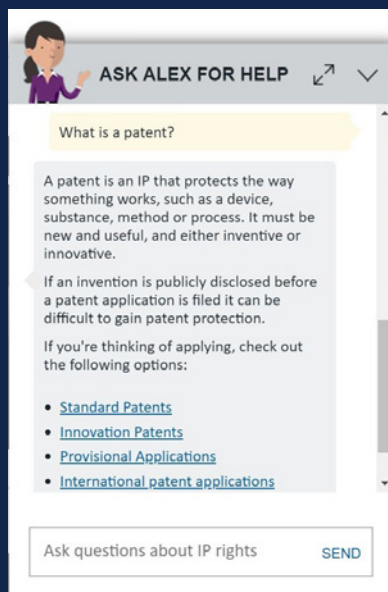 ASK ALEX FOR HELP
What is a patent?
A patent is an IP that protects the way
something works, such as a device,
substance, method or process. It must be
new and useful, and either inventive or
innovative.
If an invention is publicly disclosed before
a patent application is filed it can be
difficult to gain patent protection.
If you're thinking of applying, check out
the following options:
• Standard Patents
• Innovation Patents
• Provisional Applications
• International patent applications
Ask questions about IP rights SEND